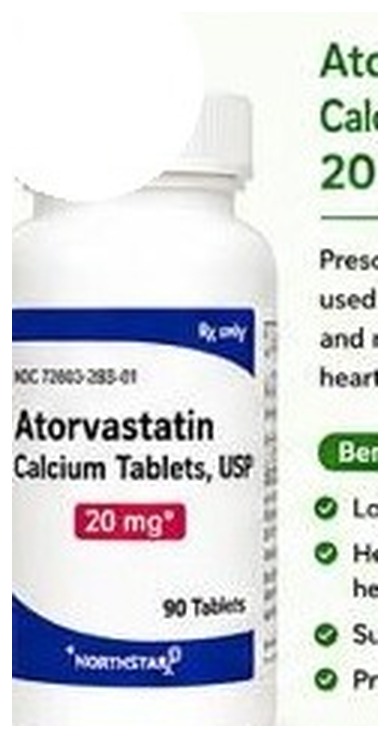 Rx only
NDC 72603-283-01
Atorvastatin
Calcium Tablets, USP
20 mg*
90 Tablets
NORTHSTAR
Ato
Calc
20
Presc
used
and r
heart
Ben
Lo
He
he
Su
Pr